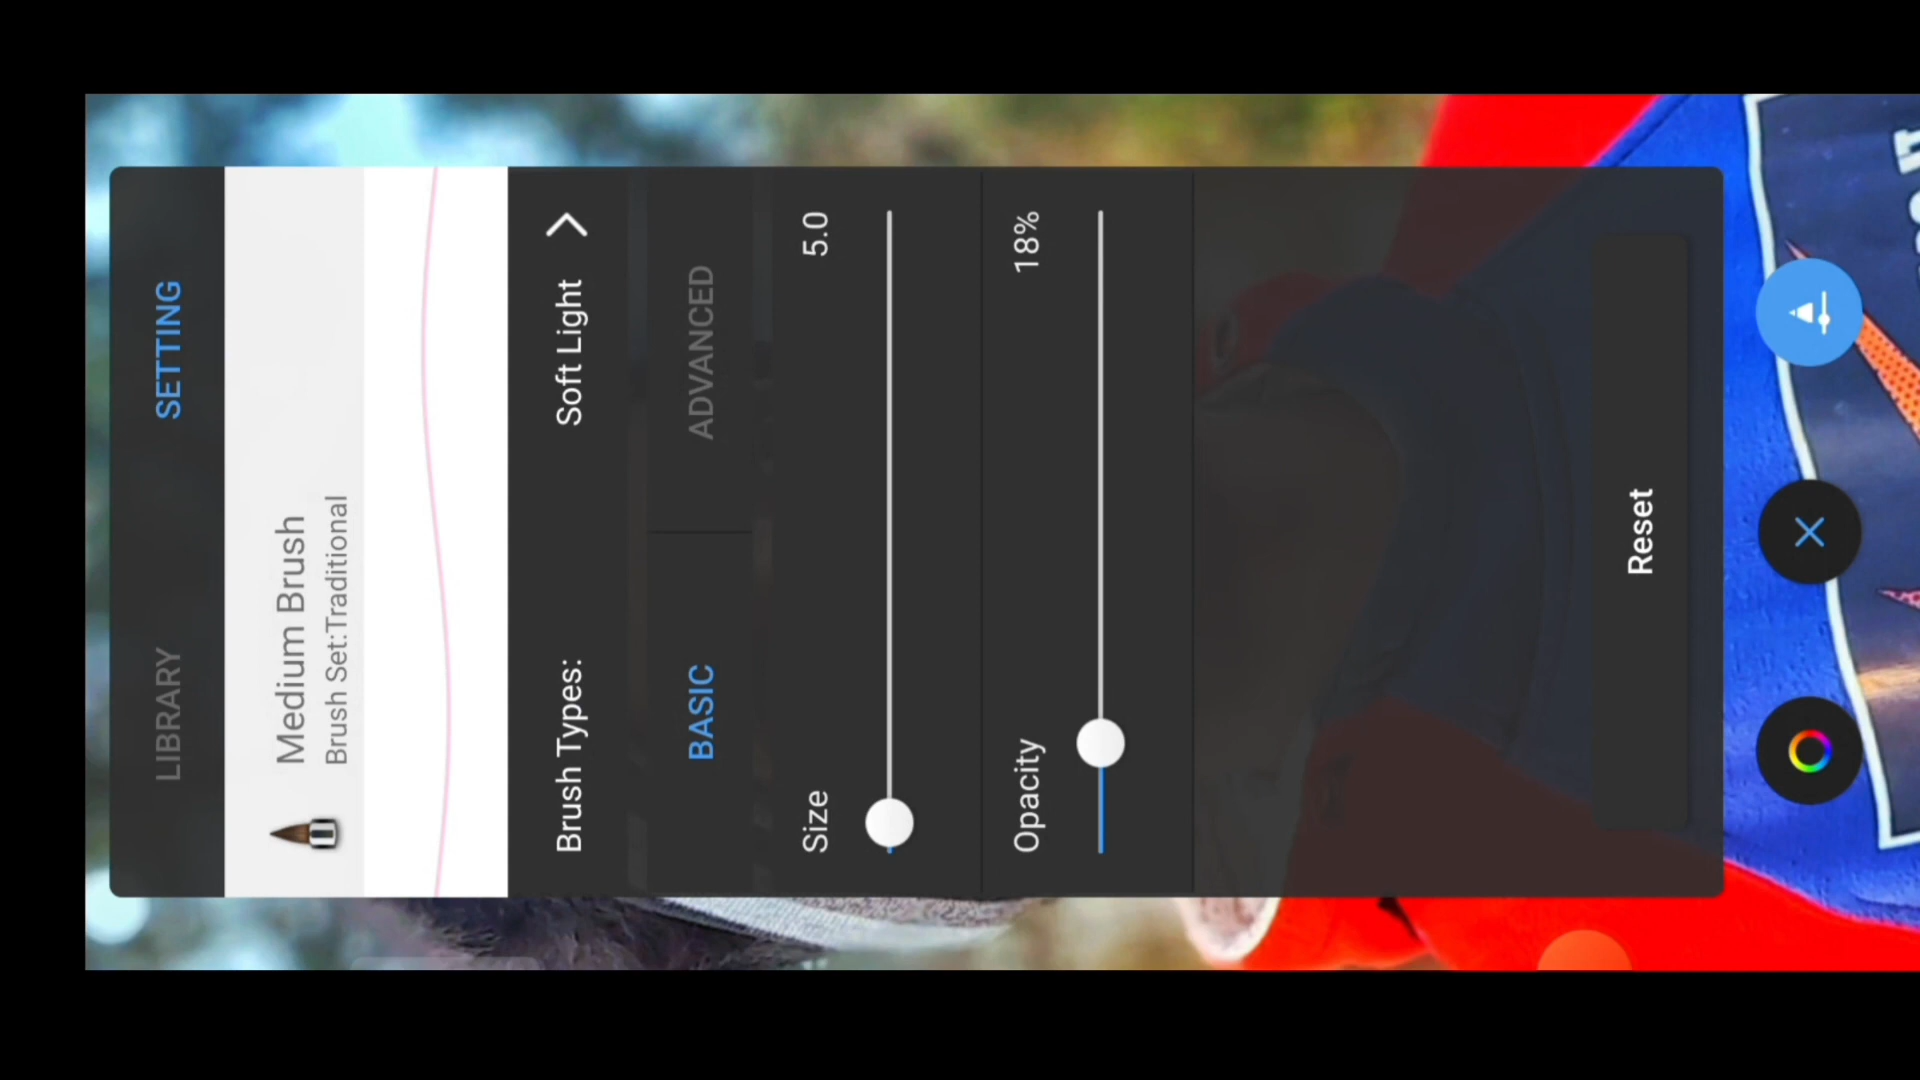 LIBRARY SETTING
Medium Brush
Brush Set:Traditional
Brush Types: Soft Light
BASIC ADVANCED
Size 5.0
Opacity 18%
Reset